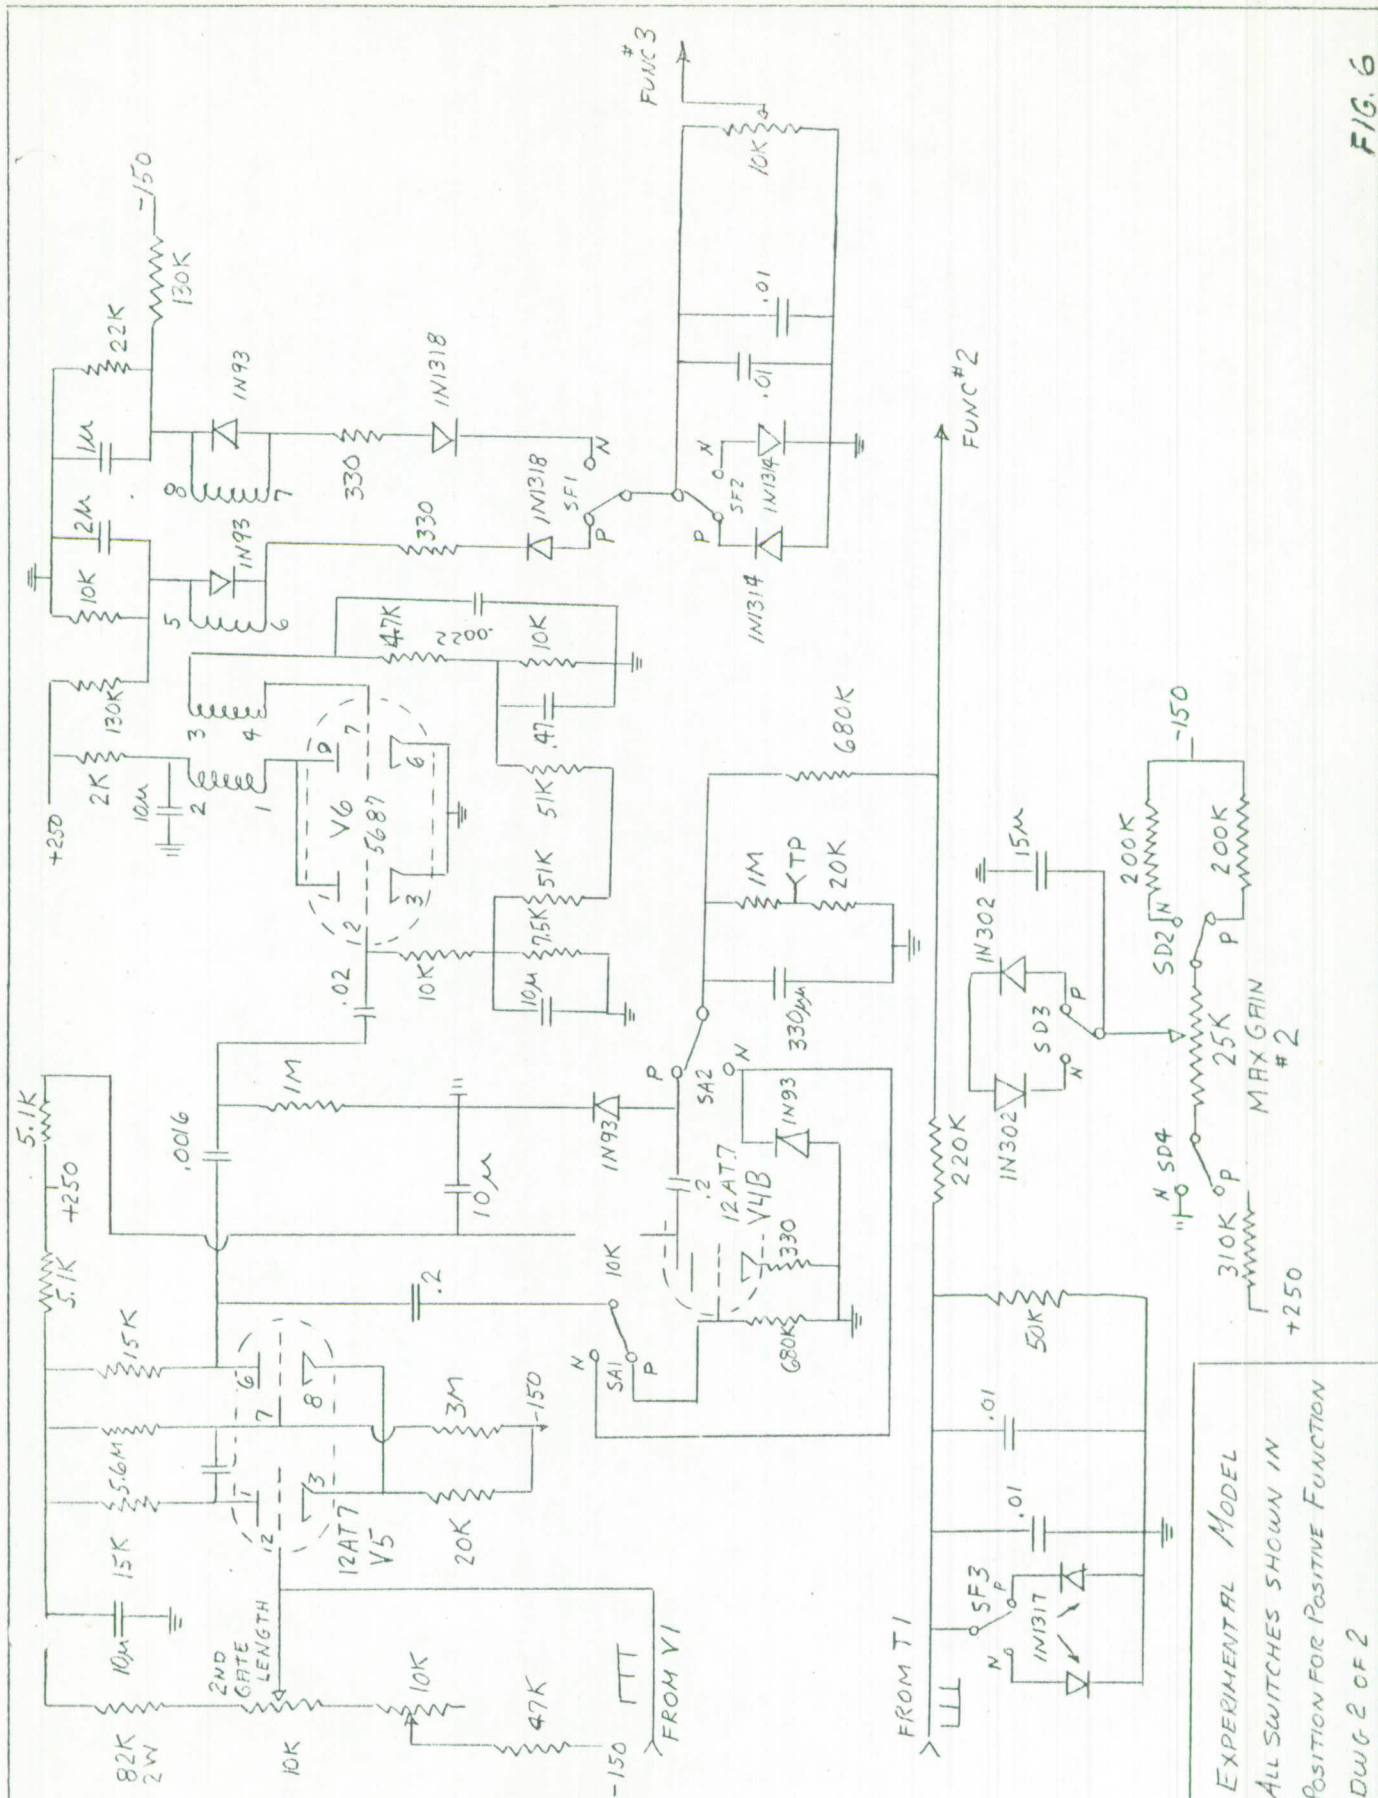 FIG. 6
82K
2W
10K
2ND
GATE
LENGTH
10K
47K
-150
FROM V1
10μ
15K
5.6M
15K
5.1K
+250
5.1K
12
1
7
6
3
8
12AT7
V5
20K
3M
-150
.2
.0016
1M
10μ
.02
10K
N
SA1
P
680K
330
12AT7
V4B
.2
1N93
1N93
P
SA2
N
330μμ
1M
TP
20K
680K
+250
2K
10μ
130K
10K
2μ
1μ
22K
130K
-150
2
1
3
4
5
6
8
7
1N93
1N93
V6
5687
1
2
3
9
7
6
10K
10μ
7.5K
51K
51K
.47
10K
47K
.0022
330
330
1N1318
1N1318
P
SF1
N
P
SF2
N
1N1314
1N1314
.01
.01
10K
FUNC #3
FROM T1
N
SF3
P
1N1317
.01
.01
50K
220K
FUNC #2
1N302
1N302
N
SD3
P
15μ
N
SD4
P
310K
+250
25K
MAX GAIN
#2
SD2
N
P
200K
200K
-150
EXPERIMENTAL MODEL
ALL SWITCHES SHOWN IN
POSITION FOR POSITIVE FUNCTION
DWG 2 OF 2